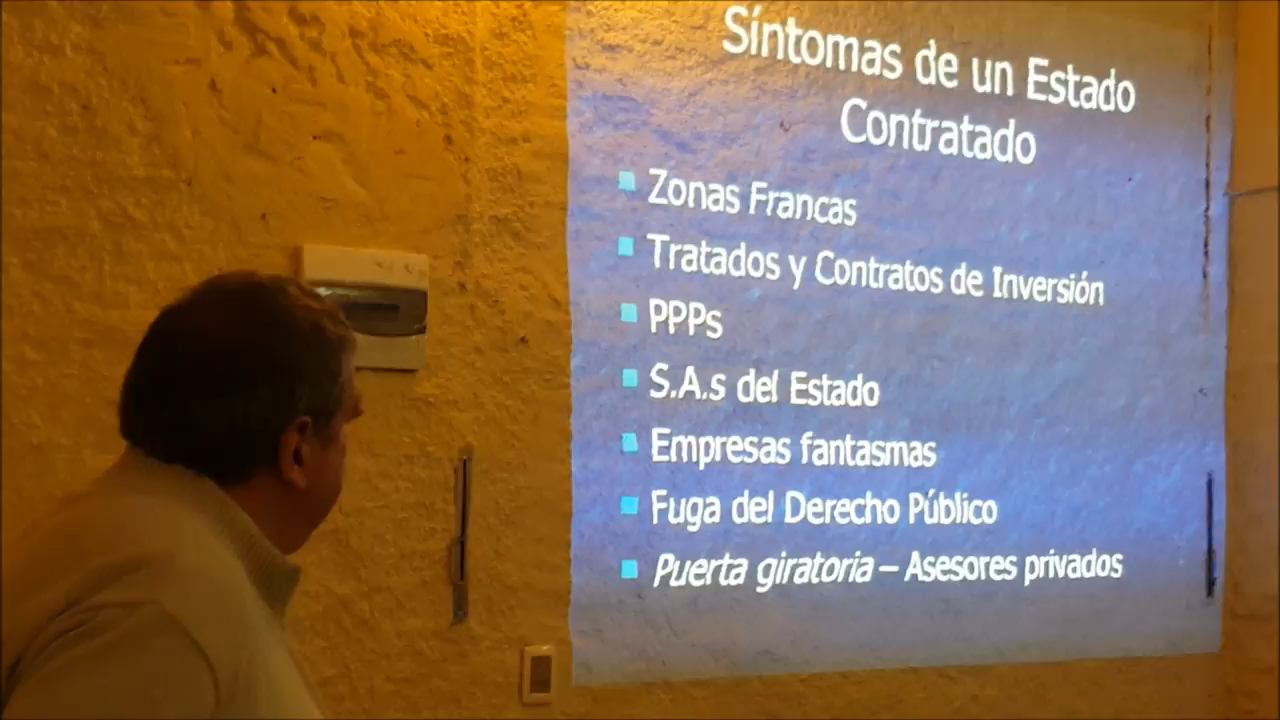 Síntomas de un Estado
Contratado
Zonas Francas
Tratados y Contratos de Inversión
PPPs
S.A.s del Estado
Empresas fantasmas
Fuga del Derecho Público
Puerta giratoria – Asesores privados